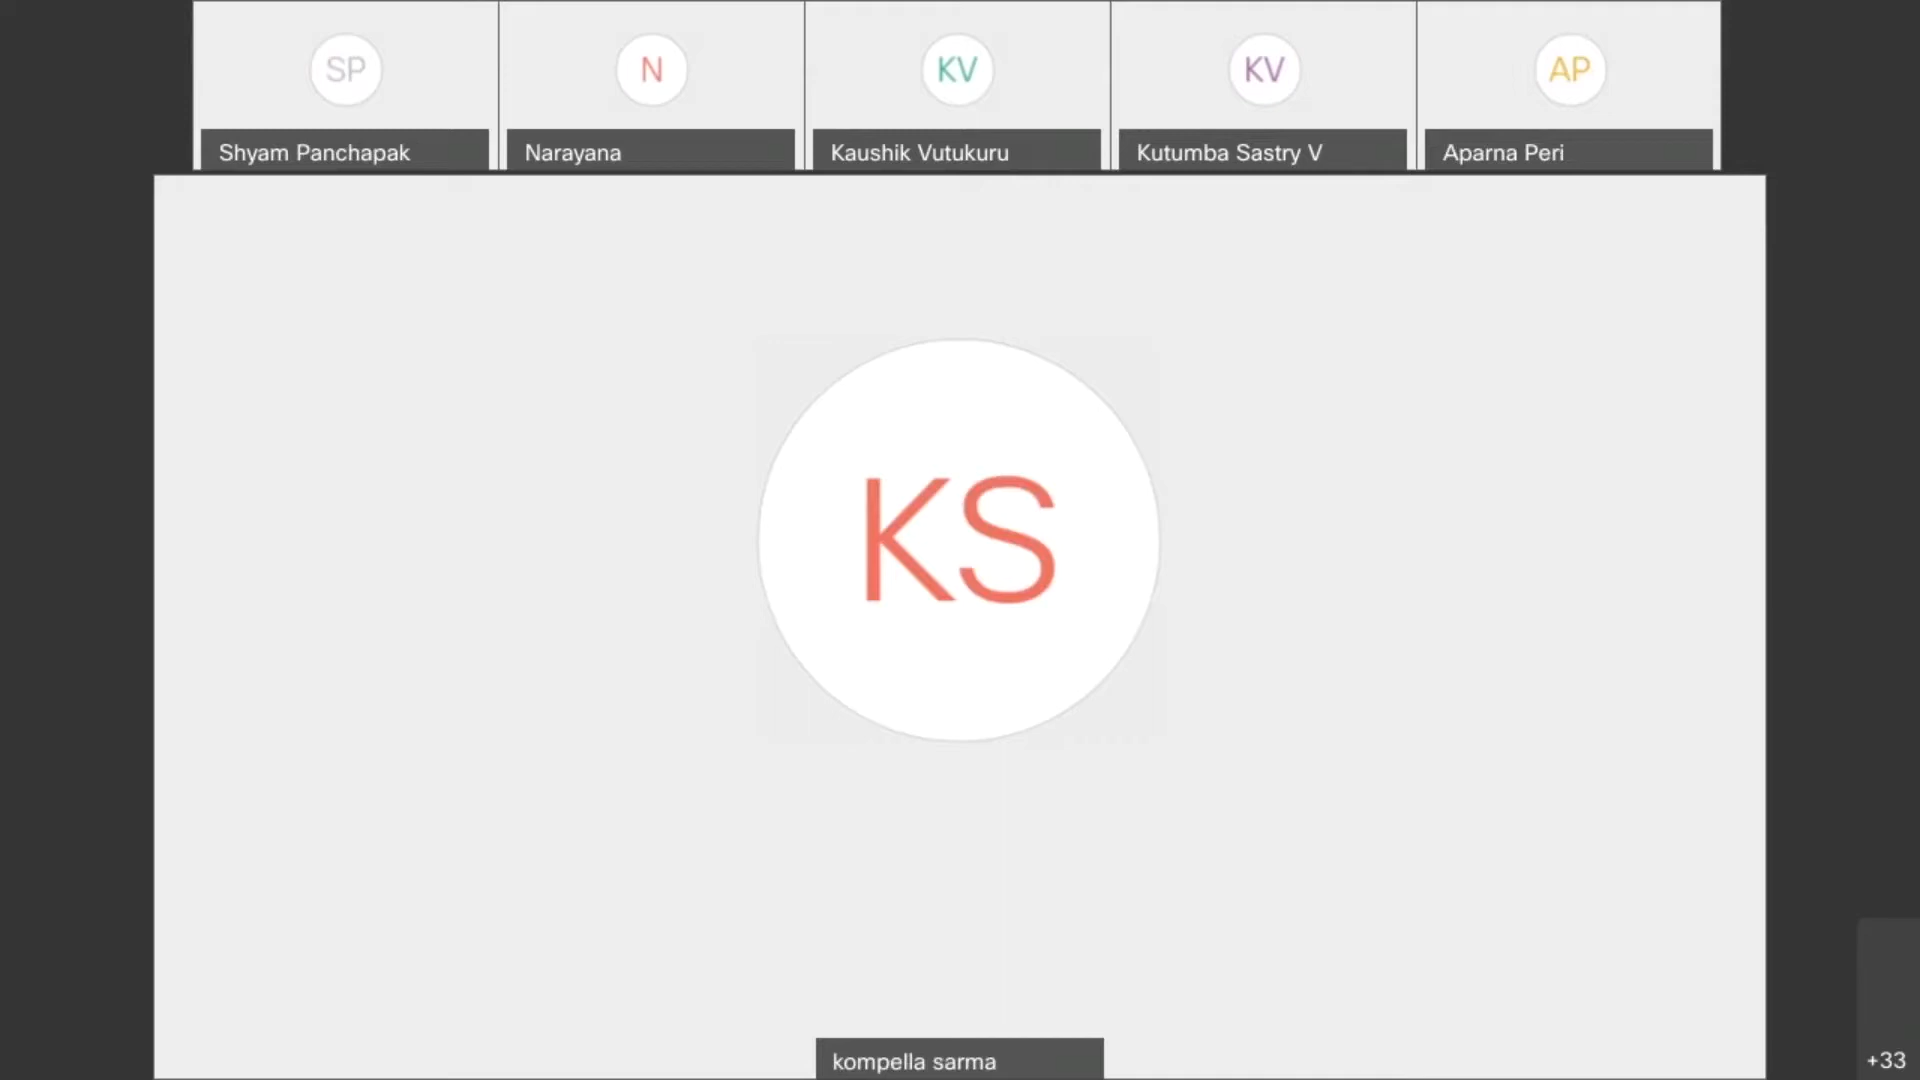 SP
N
KV
KV
AP
Shyam Panchapak
Narayana
Kaushik Vutukuru
Kutumba Sastry V
Aparna Peri
KS
kompella sarma
+33